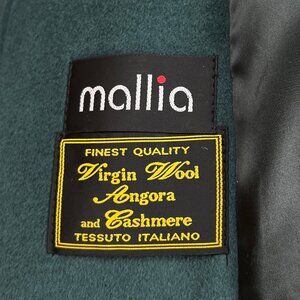 mallia
FINEST QUALITY
Virgin Wool
Angora
and Cashmere
TESSUTO ITALIANO